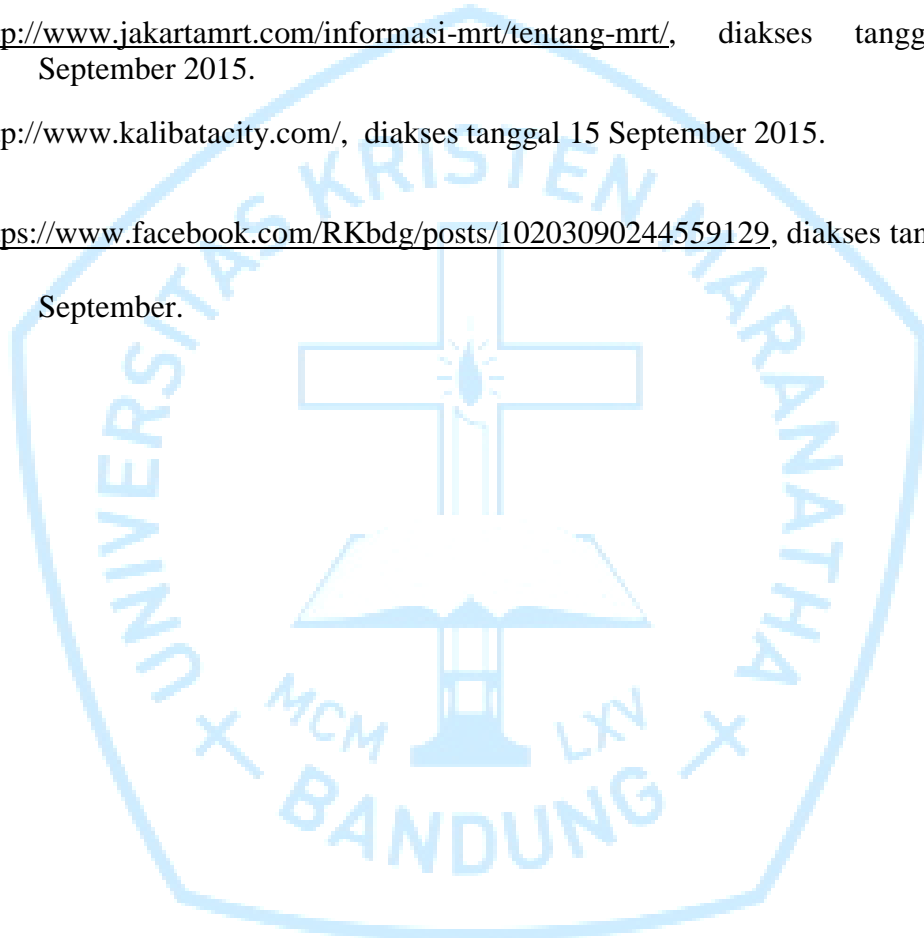 p://www.jakartamrt.com/informasi-mrt/tentang-mrt/, diakses tangg
September 2015.
p://www.kalibatacity.com/, diakses tanggal 15 September 2015.
ps://www.facebook.com/RKbdg/posts/10203090244559129, diakses tan
September.
UNIVERSITAS KRISTEN MARANATHA
MCM LXV
BANDUNG